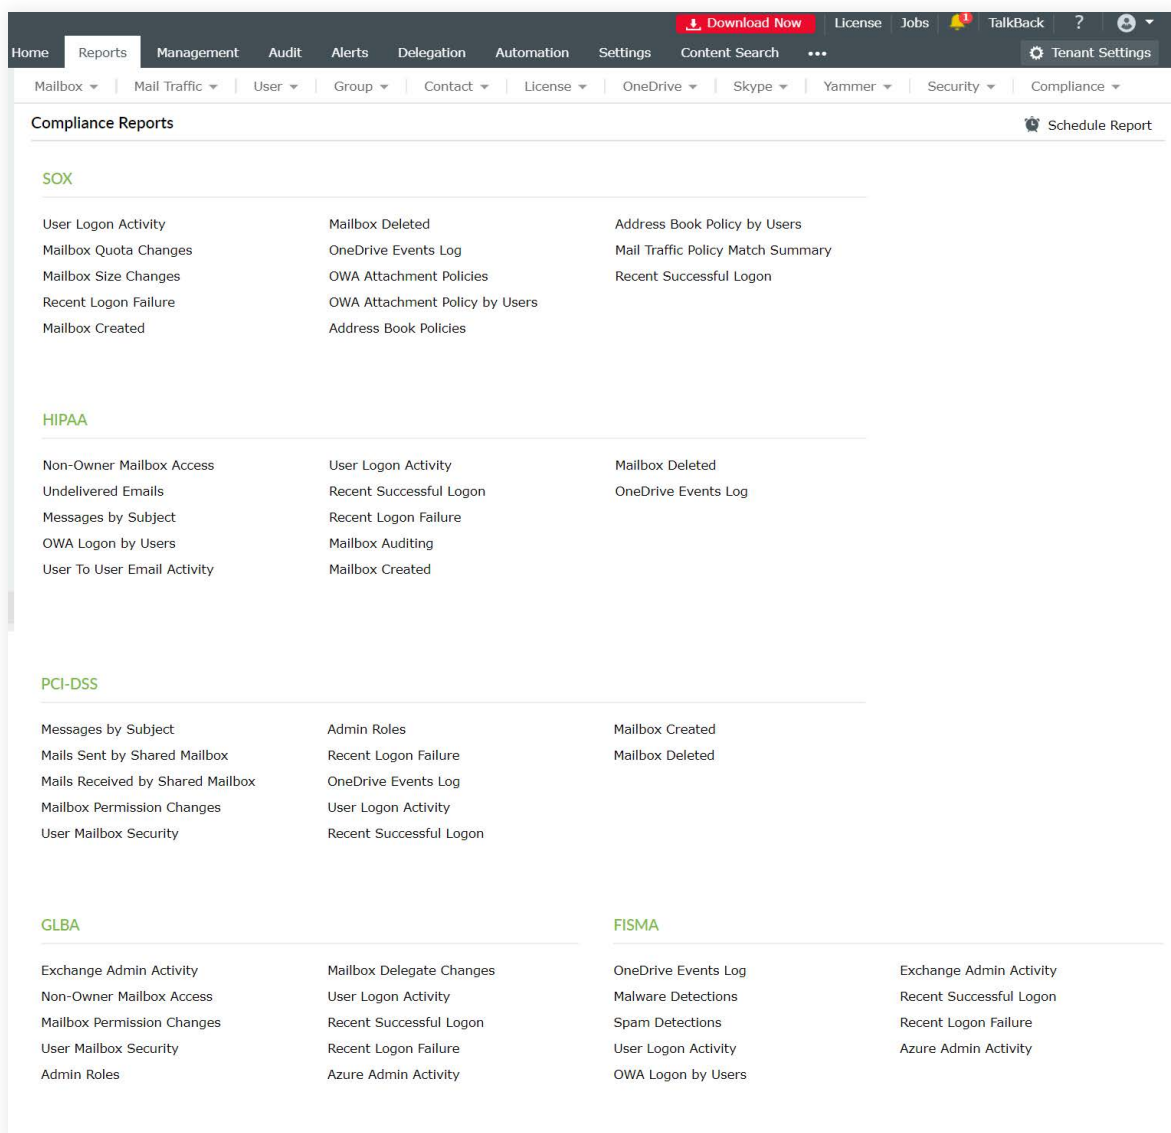 Download Now License Jobs 1 TalkBack ?
Home Reports Management Audit Alerts Delegation Automation Settings Content Search ••• Tenant Settings
Mailbox Mail Traffic User Group Contact License OneDrive Skype Yammer Security Compliance
Compliance Reports Schedule Report
SOX
User Logon Activity Mailbox Deleted Address Book Policy by Users
Mailbox Quota Changes OneDrive Events Log Mail Traffic Policy Match Summary
Mailbox Size Changes OWA Attachment Policies Recent Successful Logon
Recent Logon Failure OWA Attachment Policy by Users
Mailbox Created Address Book Policies
HIPAA
Non-Owner Mailbox Access User Logon Activity Mailbox Deleted
Undelivered Emails Recent Successful Logon OneDrive Events Log
Messages by Subject Recent Logon Failure
OWA Logon by Users Mailbox Auditing
User To User Email Activity Mailbox Created
PCI-DSS
Messages by Subject Admin Roles Mailbox Created
Mails Sent by Shared Mailbox Recent Logon Failure Mailbox Deleted
Mails Received by Shared Mailbox OneDrive Events Log
Mailbox Permission Changes User Logon Activity
User Mailbox Security Recent Successful Logon
GLBA FISMA
Exchange Admin Activity Mailbox Delegate Changes OneDrive Events Log Exchange Admin Activity
Non-Owner Mailbox Access User Logon Activity Malware Detections Recent Successful Logon
Mailbox Permission Changes Recent Successful Logon Spam Detections Recent Logon Failure
User Mailbox Security Recent Logon Failure User Logon Activity Azure Admin Activity
Admin Roles Azure Admin Activity OWA Logon by Users